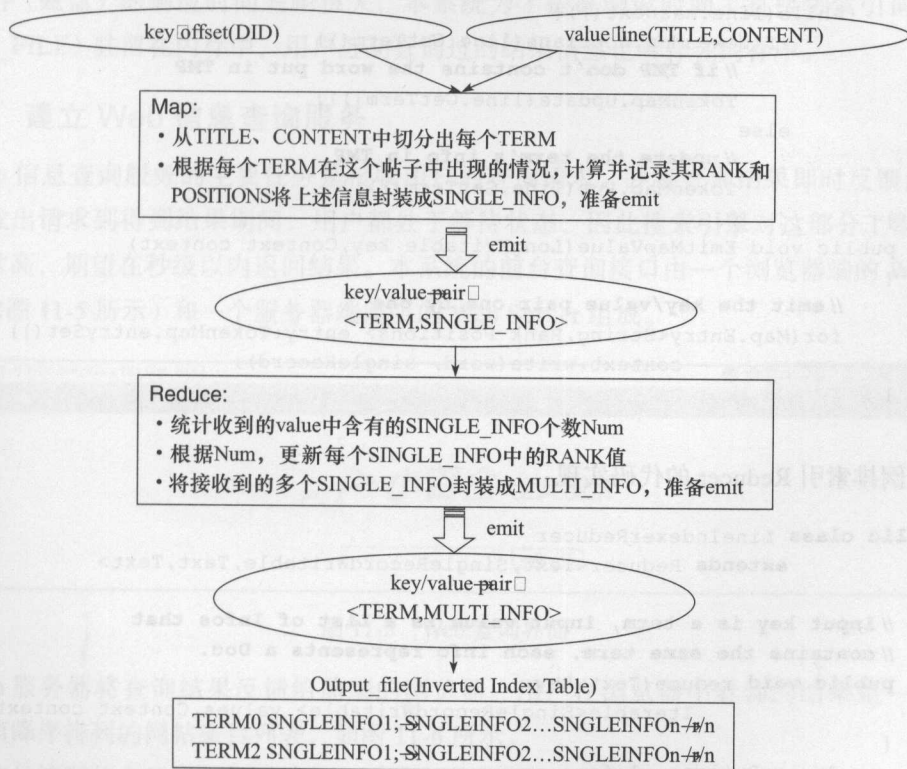 key□offset(DID)
value□line(TITLE,CONTENT)
Map:
• 从TITLE、CONTENT中切分出每个TERM
• 根据每个TERM在这个帖子中出现的情况，计算并记录其RANK和
POSITIONS将上述信息封装成SINGLE_INFO，准备emit
emit
key/value pair□
<TERM,SINGLE_INFO>
Reduce:
• 统计收到的value中含有的SINGLE_INFO个数Num
• 根据Num，更新每个SINGLE_INFO中的RANK值
• 将接收到的多个SINGLE_INFO封装成MULTI_INFO，准备emit
emit
key/value pair□
<TERM,MULTI_INFO>
Output_file(Inverted Index Table)
TERM0 SNGLEINFO1; SNGLEINFO2…SNGLEINFOn
TERM2 SNGLEINFO1; SNGLEINFO2…SNGLEINFOn